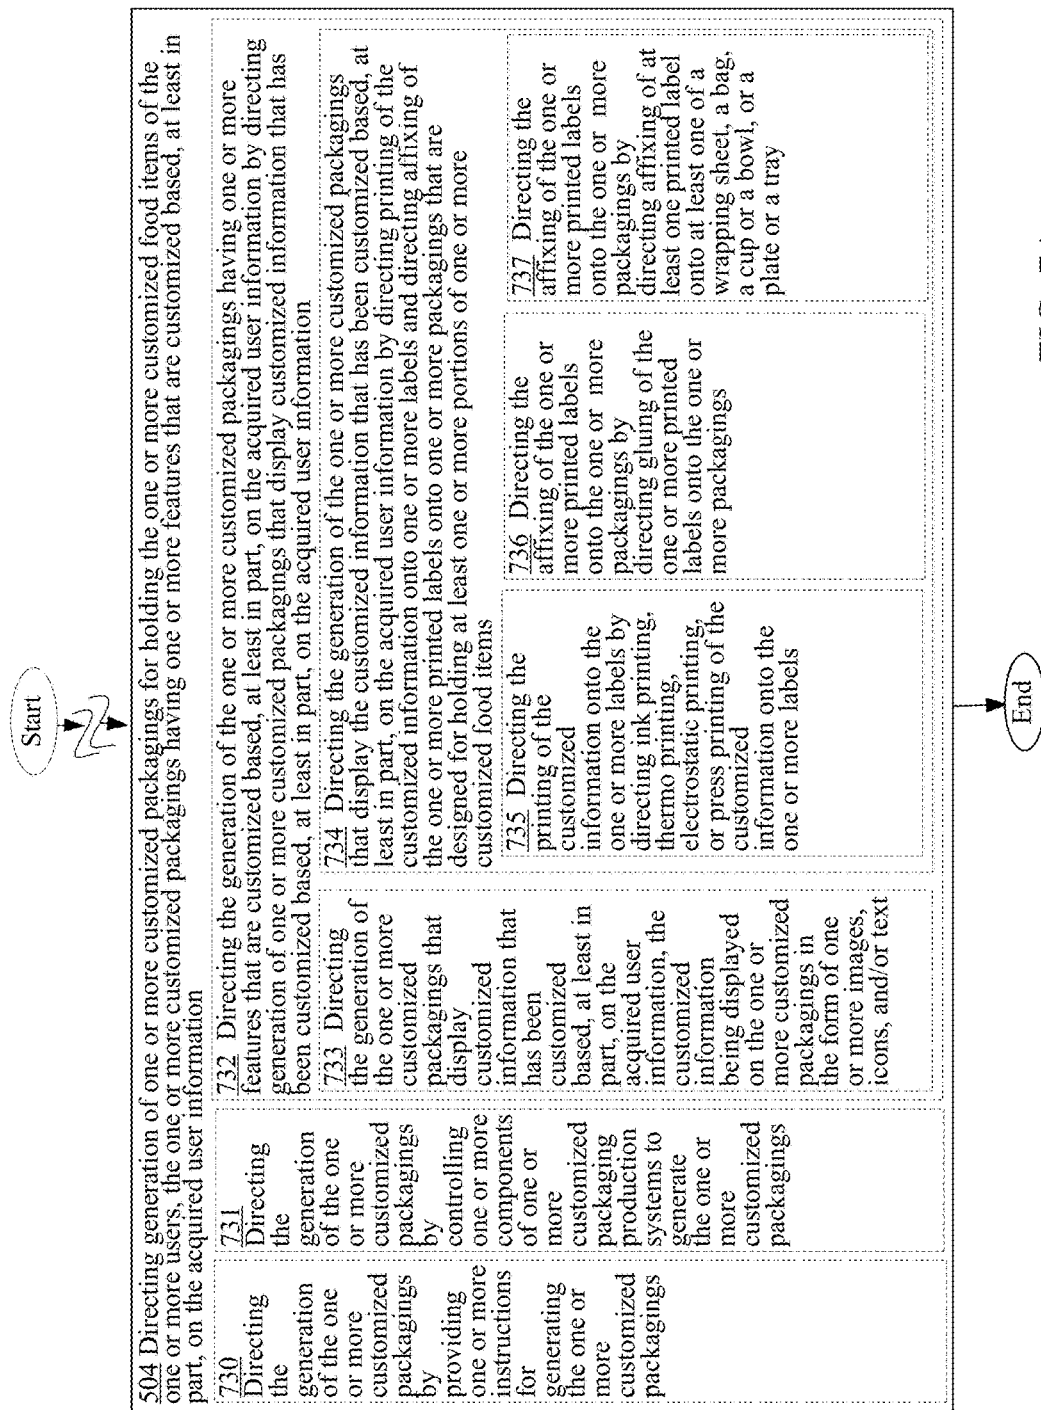 Start
504 Directing generation of one or more customized packagings for holding the one or more customized food items of the
one or more users, the one or more customized packagings having one or more features that are customized based, at least in
part, on the acquired user information
730
Directing
the
generation
of the one
or more
customized
packagings
by
providing
one or more
instructions
for
generating
the one or
more
customized
packagings
731
Directing
the
generation
of the one
or more
customized
packagings
by
controlling
one or more
components
of one or
more
customized
packaging
production
systems to
generate
the one or
more
customized
packagings
732 Directing the generation of the one or more customized packagings having one or more
features that are customized based, at least in part, on the acquired user information by directing
generation of one or more customized packagings that display customized information that has
been customized based, at least in part, on the acquired user information
733 Directing
the generation of
the one or more
customized
packagings that
display
customized
information that
has been
customized
based, at least in
part, on the
acquired user
information, the
customized
information
being displayed
on the one or
more customized
packagings in
the form of one
or more images,
icons, and/or text
734 Directing the generation of the one or more customized packagings
that display the customized information that has been customized based, at
least in part, on the acquired user information by directing printing of the
customized information onto one or more labels and directing affixing of
the one or more printed labels onto one or more packagings that are
designed for holding at least one or more portions of one or more
customized food items
735 Directing the
printing of the
customized
information onto the
one or more labels by
directing ink printing,
thermo printing,
electrostatic printing,
or press printing of the
customized
information onto the
one or more labels
736 Directing the
affixing of the one or
more printed labels
onto the one or more
packagings by
directing gluing of the
one or more printed
labels onto the one or
more packagings
737 Directing the
affixing of the one or
more printed labels
onto the one or more
packagings by
directing affixing of at
least one printed label
onto at least one of a
wrapping sheet, a bag,
a cup or a bowl, or a
plate or a tray
End